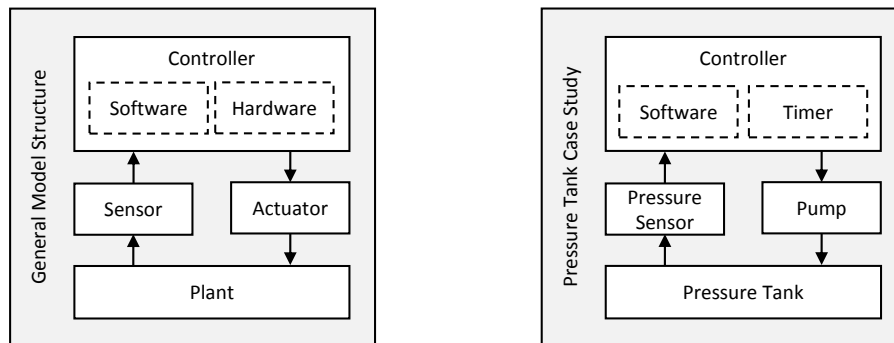 General Model Structure
Controller
Software
Hardware
Sensor
Actuator
Plant
Pressure Tank Case Study
Controller
Software
Timer
Pressure
Sensor
Pump
Pressure Tank